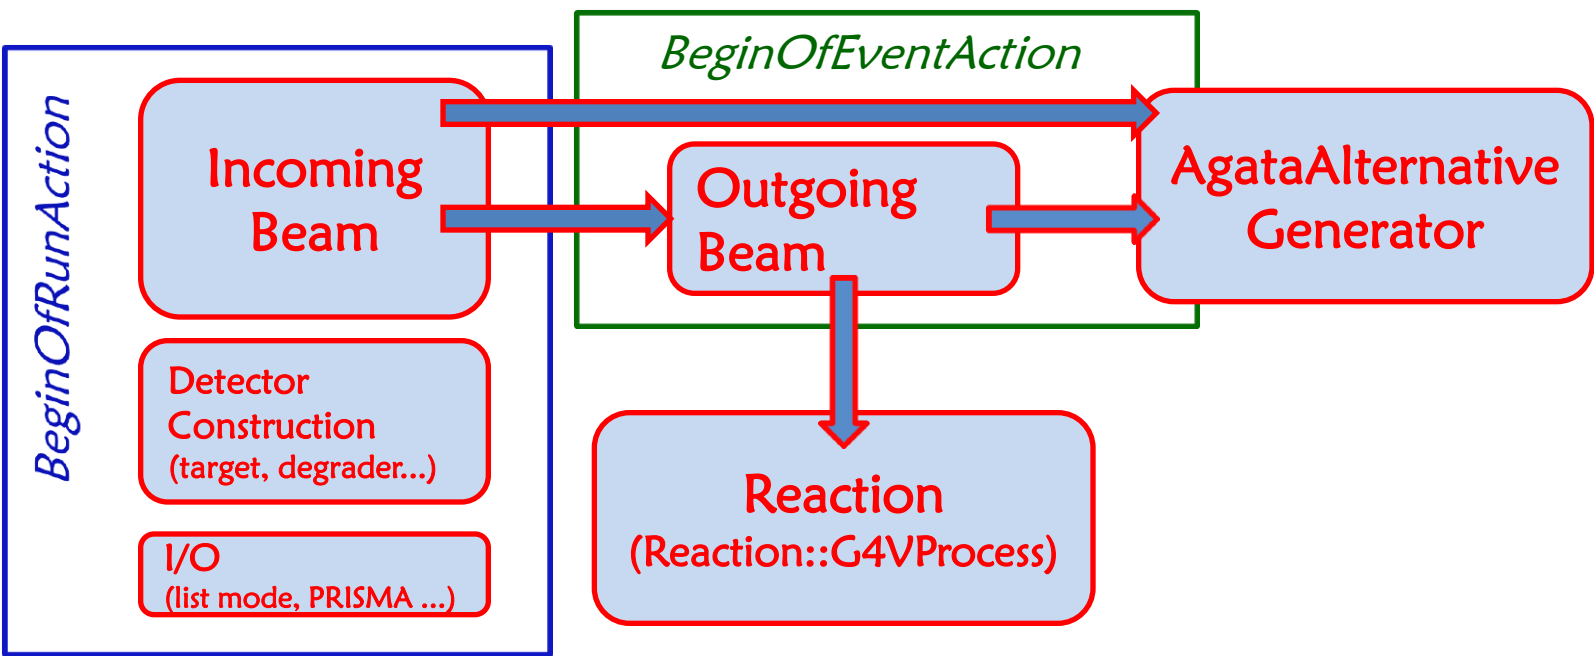 BeginOfRunAction
Incoming
Beam
Detector
Construction
(target, degrader...)
I/O
(list mode, PRISMA ...)
BeginOfEventAction
Outgoing
Beam
AgataAlternative
Generator
Reaction
(Reaction::G4VProcess)